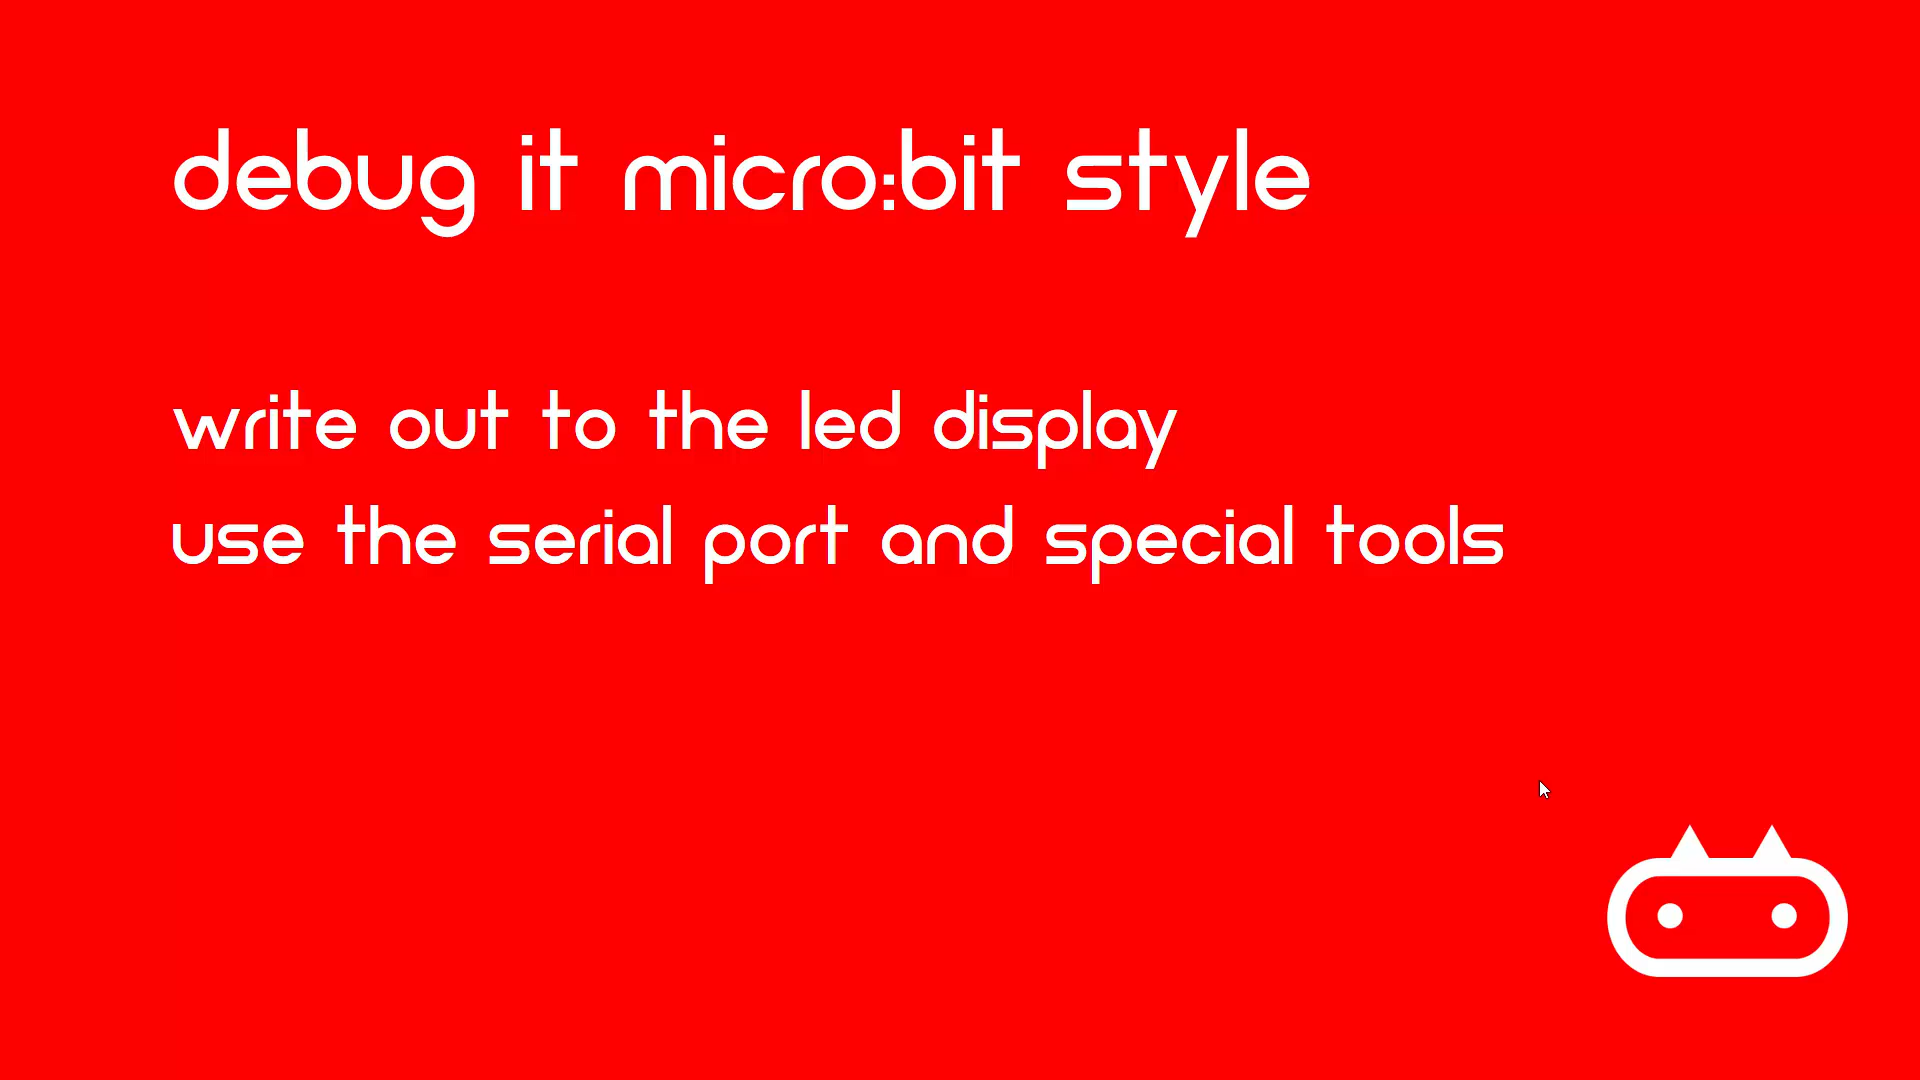 debug it micro:bit style
write out to the led display
use the serial port and special tools